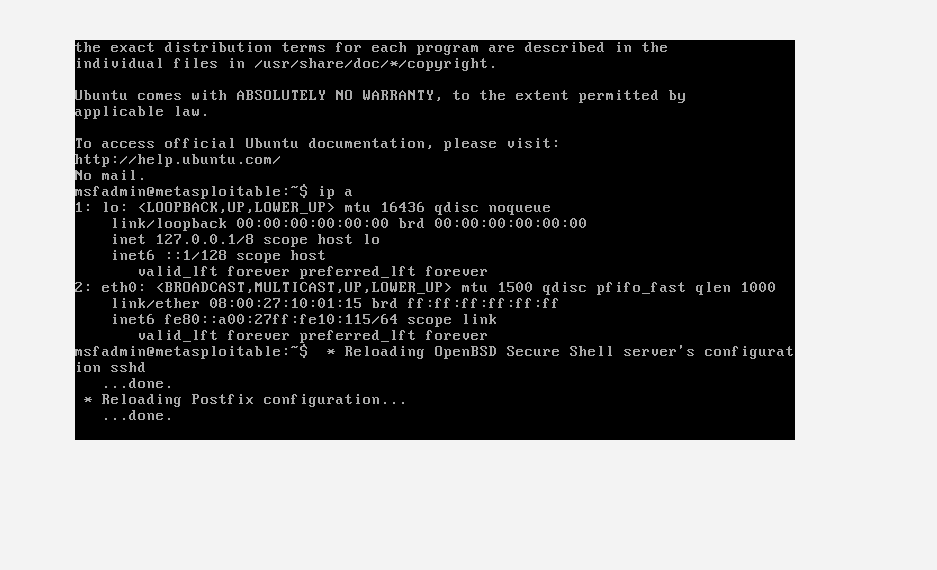 the exact distribution terms for each program are described in the
individual files in /usr/share/doc/*/copyright.
Ubuntu comes with ABSOLUTELY NO WARRANTY, to the extent permitted by
applicable law.
To access official Ubuntu documentation, please visit:
http://help.ubuntu.com/
No mail.
msfadmin@metasploitable:~$ ip a
1: lo: <LOOPBACK,UP,LOWER_UP> mtu 16436 qdisc noqueue
    link/loopback 00:00:00:00:00:00 brd 00:00:00:00:00:00
    inet 127.0.0.1/8 scope host lo
    inet6 ::1/128 scope host
       valid_lft forever preferred_lft forever
2: eth0: <BROADCAST,MULTICAST,UP,LOWER_UP> mtu 1500 qdisc pfifo_fast qlen 1000
    link/ether 08:00:27:10:01:15 brd ff:ff:ff:ff:ff:ff
    inet6 fe80::a00:27ff:fe10:115/64 scope link
       valid_lft forever preferred_lft forever
msfadmin@metasploitable:~$  * Reloading OpenBSD Secure Shell server's configurat
ion sshd
   ...done.
 * Reloading Postfix configuration...
   ...done.